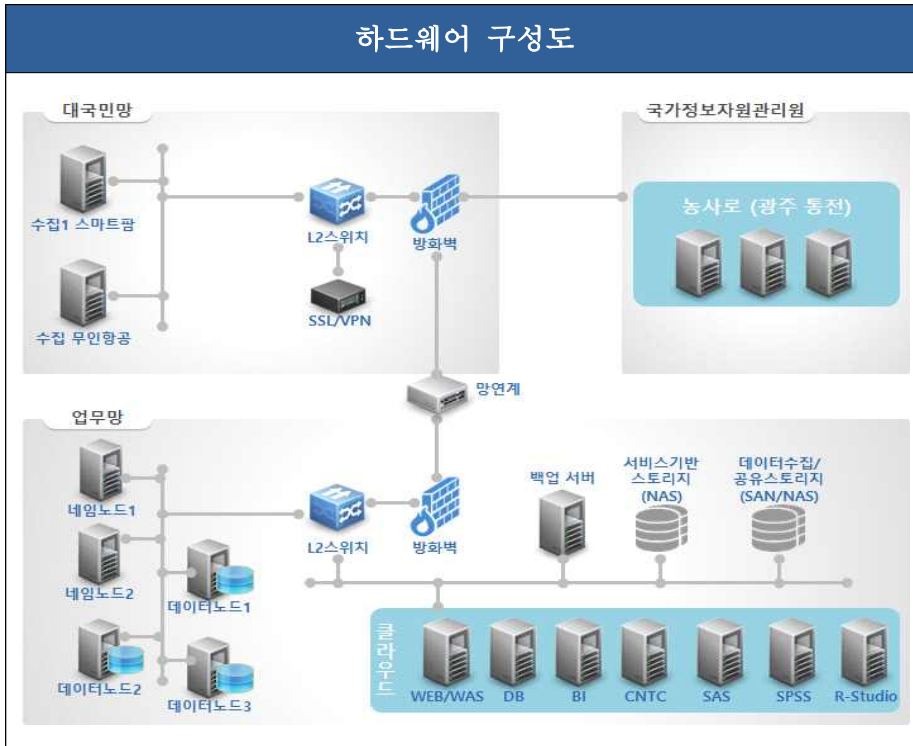 하드웨어 구성도
대국민망
국가정보자원관리원
수집1 스마트팜
L2스위치
방화벽
농사로 (광주 통전)
SSL/VPN
수집 무인항공
망연계
업무망
네임노드1
L2스위치
방화벽
백업 서버
서비스기반
스토리지
(NAS)
데이터수집/
공유스토리지
(SAN/NAS)
네임노드2
데이터노드1
데이터노드2
데이터노드3
클라우드
WEB/WAS
DB
BI
CNTC
SAS
SPSS
R-Studio